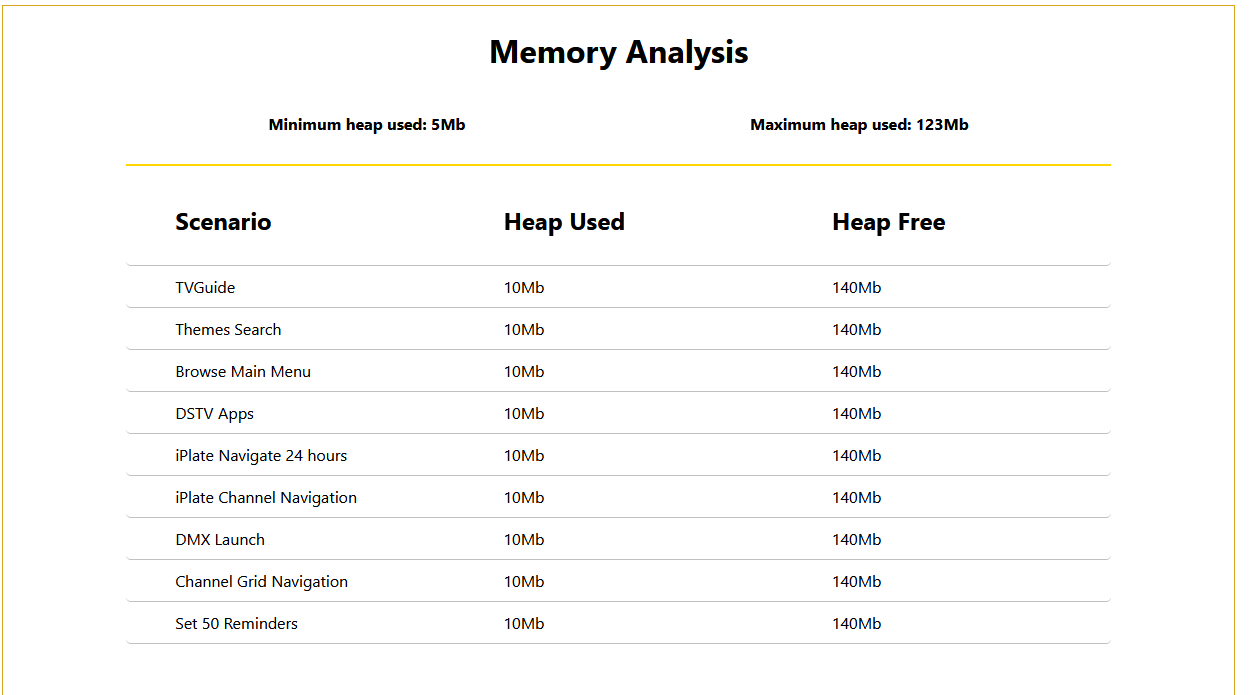 Memory Analysis
Minimum heap used: 5Mb Maximum heap used: 123Mb
Scenario Heap Used Heap Free
TVGuide 10Mb 140Mb
Themes Search 10Mb 140Mb
Browse Main Menu 10Mb 140Mb
DSTV Apps 10Mb 140Mb
iPlate Navigate 24 hours 10Mb 140Mb
iPlate Channel Navigation 10Mb 140Mb
DMX Launch 10Mb 140Mb
Channel Grid Navigation 10Mb 140Mb
Set 50 Reminders 10Mb 140Mb